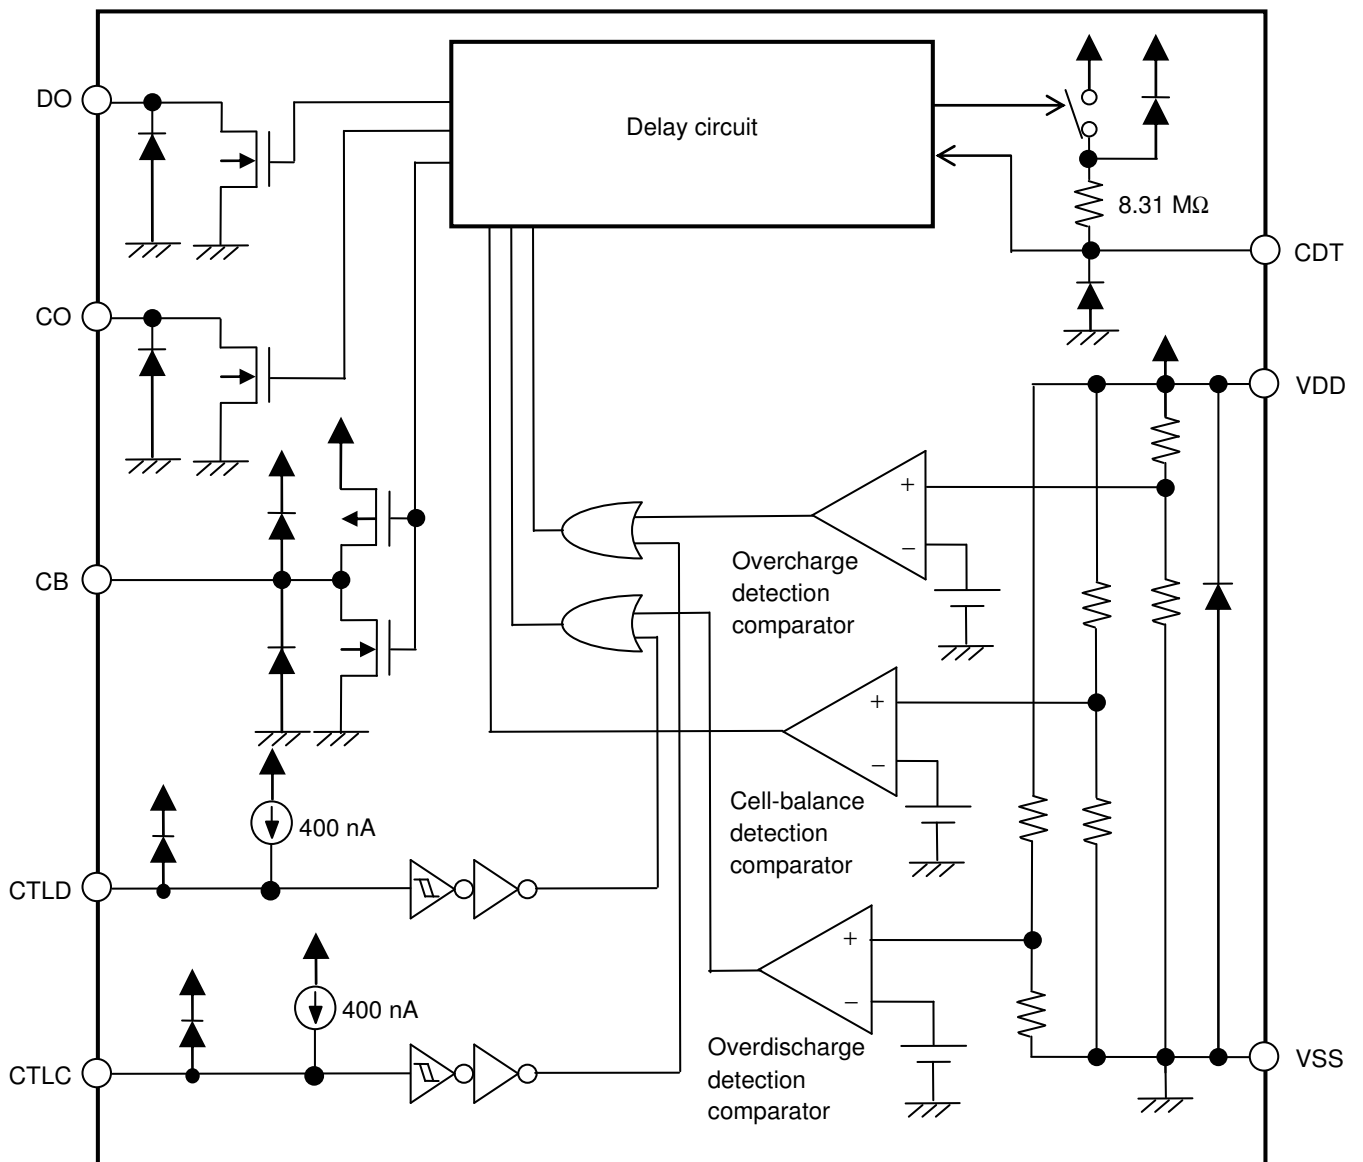 DO
Delay circuit
8.31 MΩ
CDT
CO
VDD
+
−
Overcharge
detection
comparator
CB
+
−
Cell-balance
detection
comparator
400 nA
CTLD
+
−
Overdischarge
detection
comparator
400 nA
CTLC
VSS